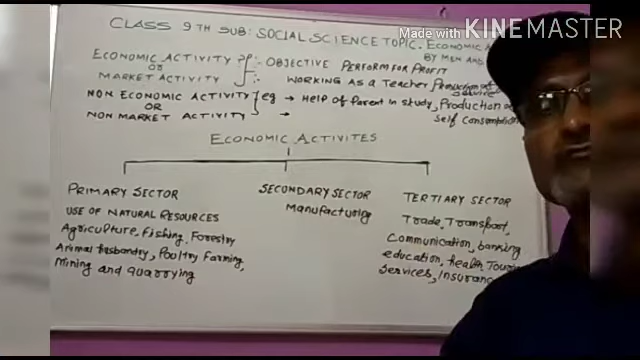 Made with KINEMASTER
CLASS 9TH SUB: SOCIAL SCIENCE TOPIC. ECONOMIC A
BY MEN AND
ECONOMIC ACTIVITY :- OBJECTIVE PERFORM FOR PROFIT
OR
MARKET ACTIVITY :- WORKING AS A Teacher, Production
NON ECONOMIC ACTIVITY eg → Help of Parent in study, Production
OR self Consumption
NON MARKET ACTIVITY →
ECONOMIC ACTIVITES
PRIMARY SECTOR
USE OF NATURAL RESOURCES
Agriculture, Fishing, Forestry
Animal husbandry, Poultry Farming,
Mining and quarrying
SECONDARY SECTOR
Manufacturing
TERTIARY SECTOR
Trade, Transport,
Communication, banking
education, health
Services, Insuranc